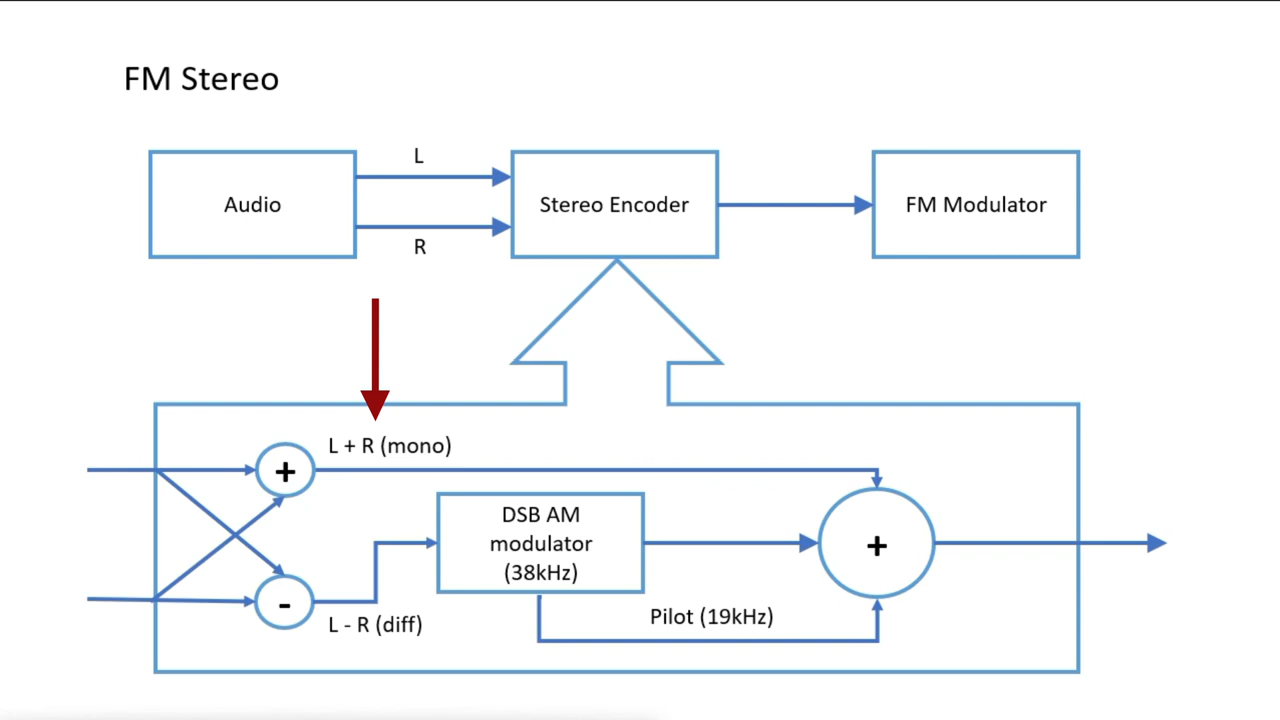 FM Stereo
L
Audio
Stereo Encoder
FM Modulator
R
L + R (mono)
+
DSB AM
modulator
(38kHz)
+
-
L - R (diff)
Pilot (19kHz)